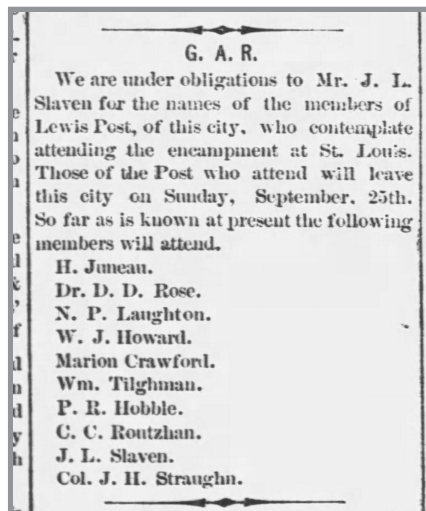 G. A. R.
We are under obligations to Mr. J. L.
Slaven for the names of the members of
Lewis Post, of this city, who contemplate
attending the encampment at St. Louis.
Those of the Post who attend will leave
this city on Sunday, September, 25th.
So far as is known at present the following
members will attend.
H. Juneau.
Dr. D. D. Rose.
N. P. Laughton.
W. J. Howard.
Marion Crawford.
Wm. Tilghman.
P. R. Hobble.
C. C. Rontzhan.
J. L. Slaven.
Col. J. H. Straughn.